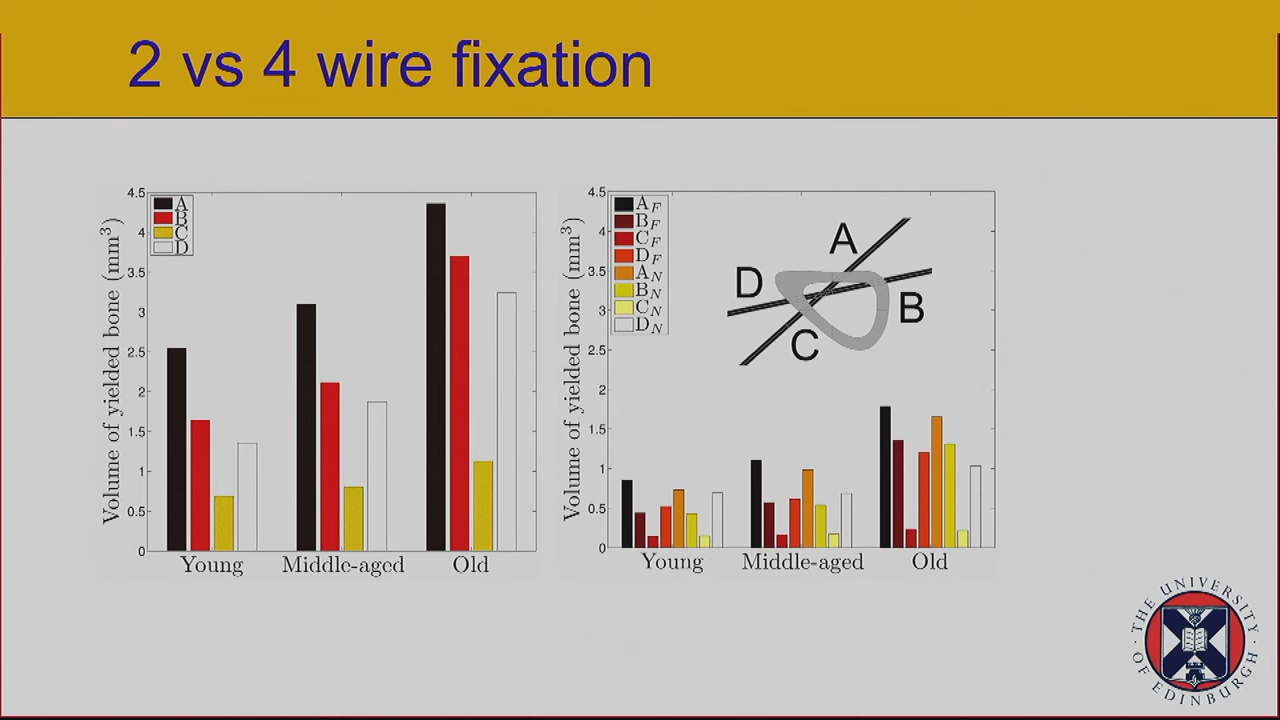 2 vs 4 wire fixation
Volume of yielded bone (mm³)
4.5
4
3.5
3
2.5
2
1.5
1
0.5
0
A
B
C
D
Young Middle-aged Old
Volume of yielded bone (mm³)
4.5
4
3.5
3
2.5
2
1.5
1
0.5
0
A_F
B_F
C_F
D_F
A_N
B_N
C_N
D_N
A
D
B
C
Young Middle-aged Old
THE UNIVERSITY
OF EDINBURGH